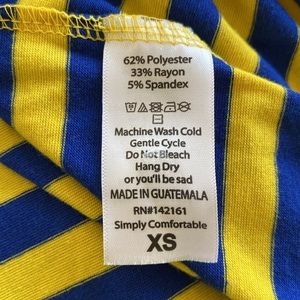 62% Polyester
33% Rayon
5% Spandex
Machine Wash Cold
Gentle Cycle
Do Not Bleach
Hang Dry
or you'll be sad
MADE IN GUATEMALA
RN#142161
Simply Comfortable
XS